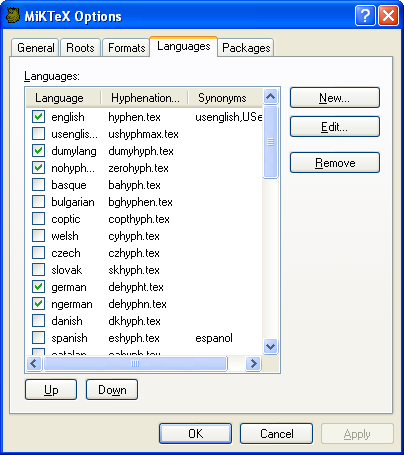 MiKTeX Options
General Roots Formats Languages Packages
Languages:
Language Hyphenation... Synonyms
english hyphen.tex usenglish,USe
usenglis... ushyphmax.tex
dumylang dumyhyph.tex
nohyph... zerohyph.tex
basque bahyph.tex
bulgarian bghyphen.tex
coptic copthyph.tex
welsh cyhyph.tex
czech czhyph.tex
slovak skhyph.tex
german dehypht.tex
ngerman dehyphn.tex
danish dkhyph.tex
spanish eshyph.tex espanol
New...
Edit...
Remove
Up Down
OK Cancel Apply